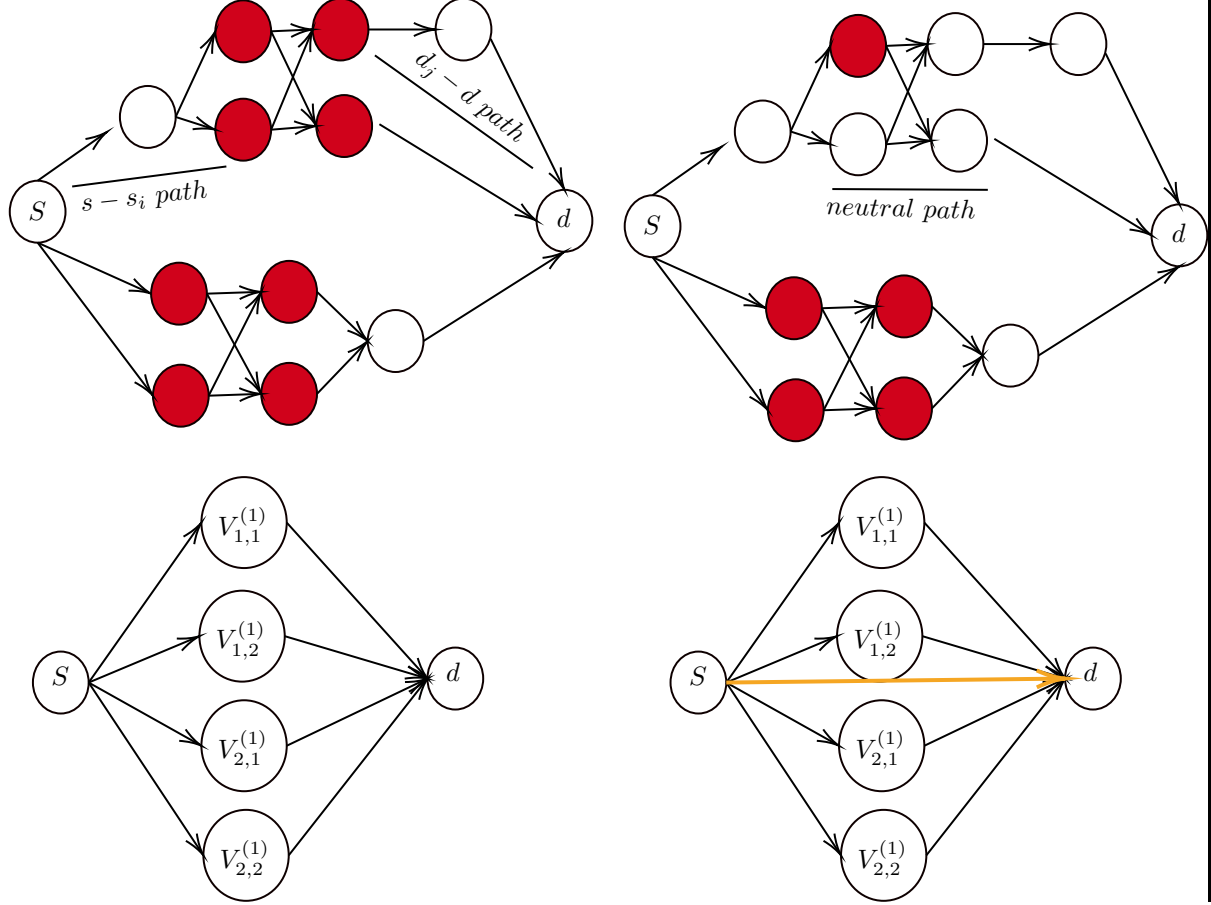 d_j − d path
s − s_i path
S
d
neutral path
S
d
V_{1,1}^{(1)}
V_{1,2}^{(1)}
S
d
V_{2,1}^{(1)}
V_{2,2}^{(1)}
V_{1,1}^{(1)}
V_{1,2}^{(1)}
S
d
V_{2,1}^{(1)}
V_{2,2}^{(1)}